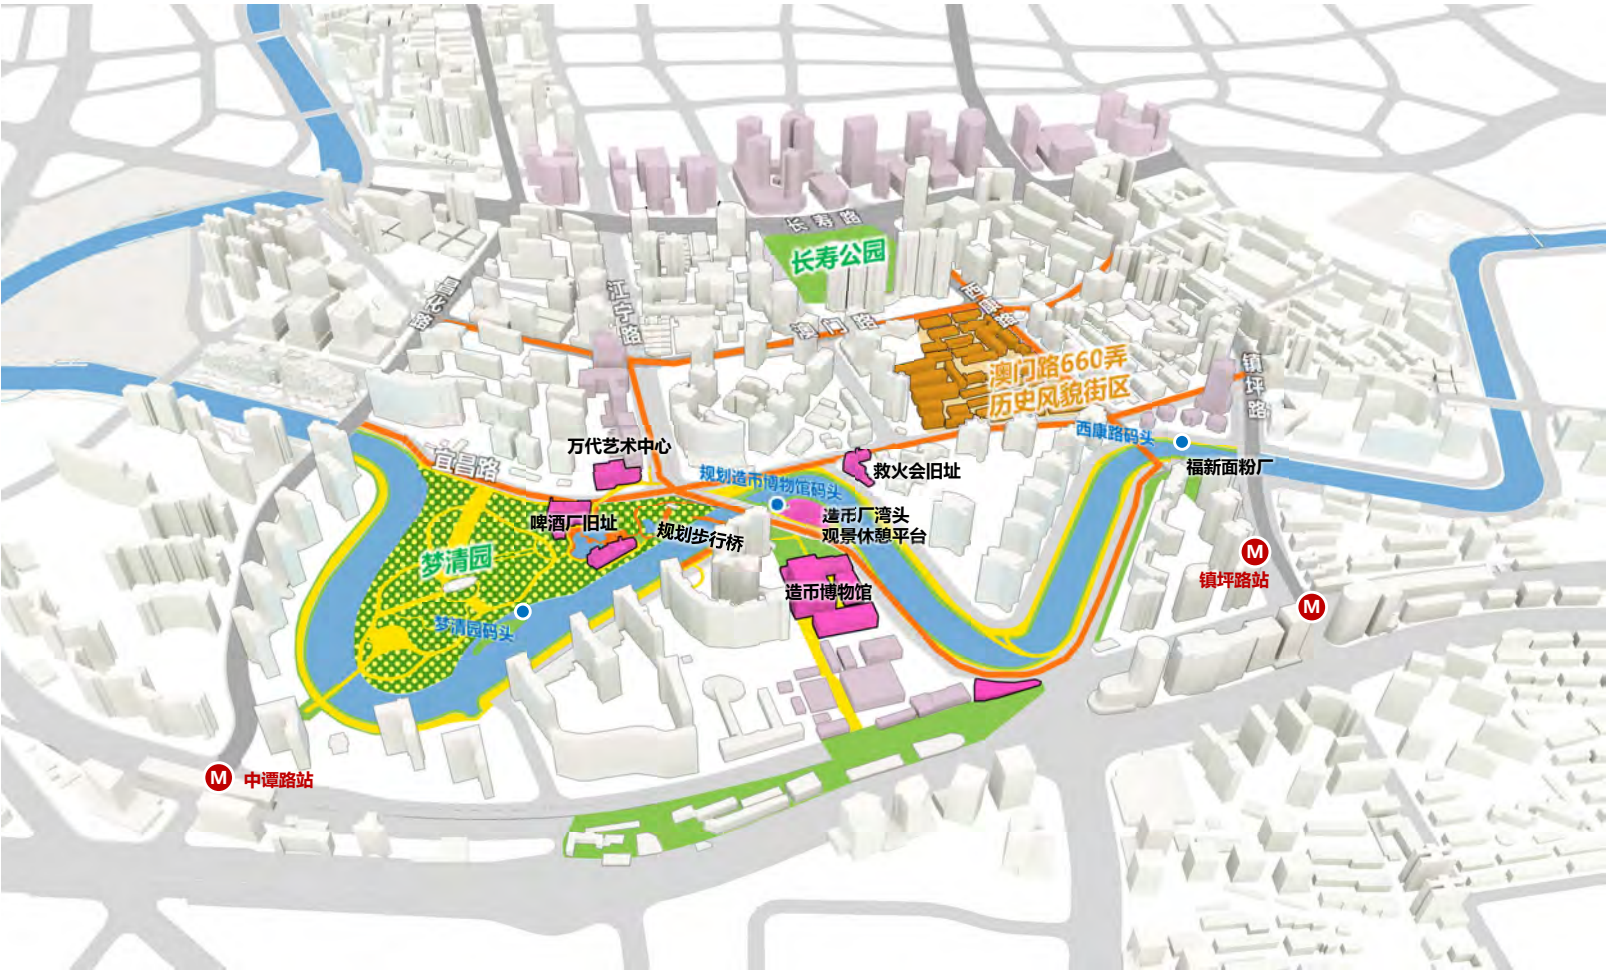 长寿路
长寿公园
昌化路
江宁路
澳门路
西康路
澳门路660弄
历史风貌街区
镇坪路
西康路码头
福新面粉厂
万代艺术中心
宜昌路
救火会旧址
规划造币博物馆码头
啤酒厂旧址
造币厂湾头
观景休憩平台
规划步行桥
梦清园
造币博物馆
梦清园码头
M
镇坪路站
M
M 中谭路站